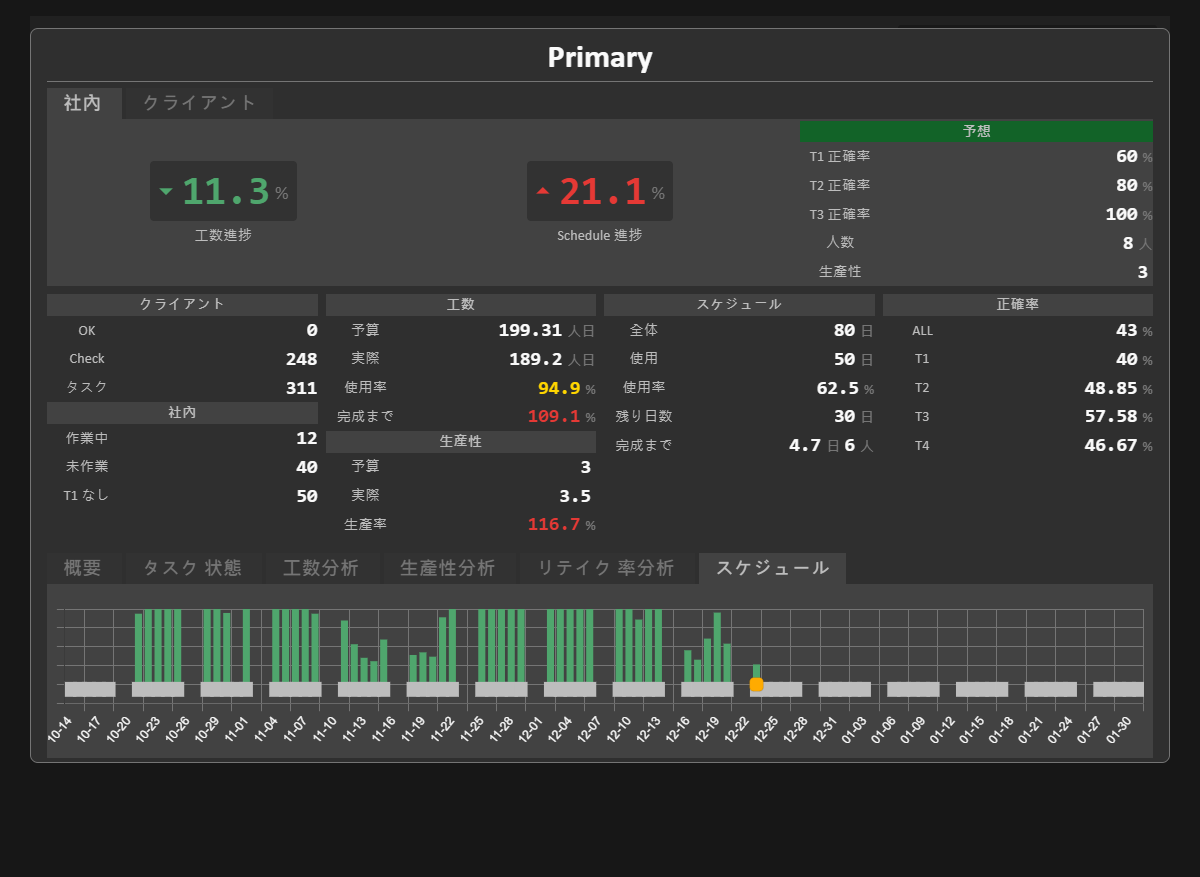 Primary
社内 クライアント
予想
T1 正確率 60 %
T2 正確率 80 %
T3 正確率 100 %
人数 8 人
生産性 3
11.3 %
工数進捗
21.1 %
Schedule 進捗
クライアント
OK 0
Check 248
タスク 311
社内
作業中 12
未作業 40
T1 なし 50
工数
予算 199.31 人日
実際 189.2 人日
使用率 94.9 %
完成まで 109.1 %
生産性
予算 3
実際 3.5
生産率 116.7 %
スケジュール
全体 80 日
使用 50 日
使用率 62.5 %
残り日数 30 日
完成まで 4.7 日 6 人
正確率
ALL 43 %
T1 40 %
T2 48.85 %
T3 57.58 %
T4 46.67 %
概要 タスク 状態 工数分析 生産性分析 リテイク 率分析 スケジュール
10-14 10-17 10-20 10-23 10-26 10-29 11-01 11-04 11-07 11-10 11-13 11-16 11-19 11-22 11-25 11-28 12-01 12-04 12-07 12-10 12-13 12-16 12-19 12-22 12-25 12-28 12-31 01-03 01-06 01-09 01-12 01-15 01-18 01-21 01-24 01-27 01-30